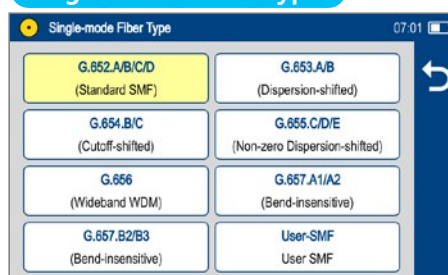 Single-mode Fiber Type
07:01
G.652.A/B/C/D
(Standard SMF)
G.653.A/B
(Dispersion-shifted)
G.654.B/C
(Cutoff-shifted)
G.655.C/D/E
(Non-zero Dispersion-shifted)
G.656
(Wideband WDM)
G.657.A1/A2
(Bend-insensitive)
G.657.B2/B3
(Bend-insensitive)
User-SMF
User SMF